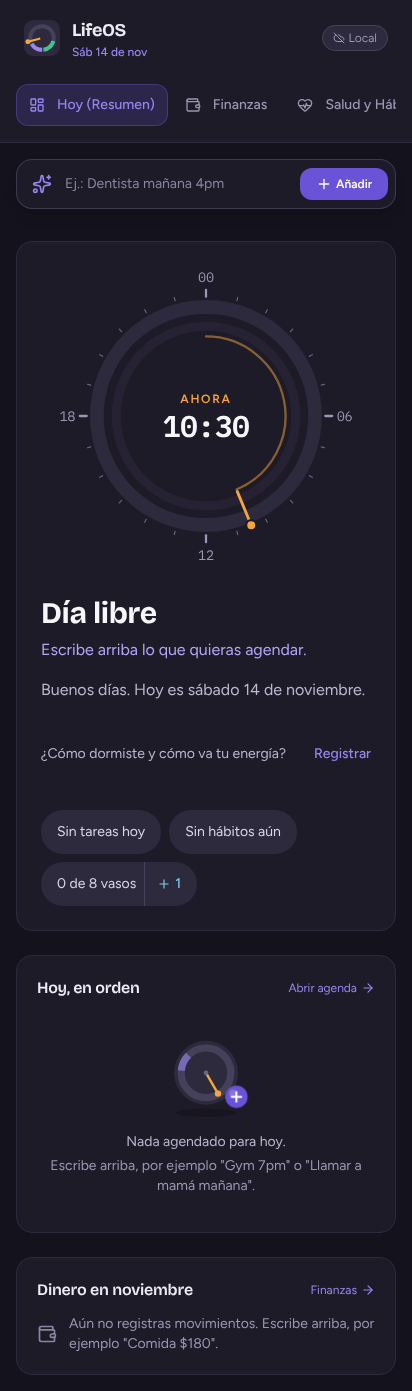 LifeOS
Sáb 14 de nov
Local
Hoy (Resumen)
Finanzas
Salud y Háb
Ej.: Dentista mañana 4pm
+ Añadir
00
18
06
AHORA
10:30
12
Día libre
Escribe arriba lo que quieras agendar.
Buenos días. Hoy es sábado 14 de noviembre.
¿Cómo dormiste y cómo va tu energía?
Registrar
Sin tareas hoy
Sin hábitos aún
0 de 8 vasos
+ 1
Hoy, en orden
Abrir agenda →
Nada agendado para hoy.
Escribe arriba, por ejemplo "Gym 7pm" o "Llamar a
mamá mañana".
Dinero en noviembre
Finanzas →
Aún no registras movimientos. Escribe arriba, por
ejemplo "Comida $180".